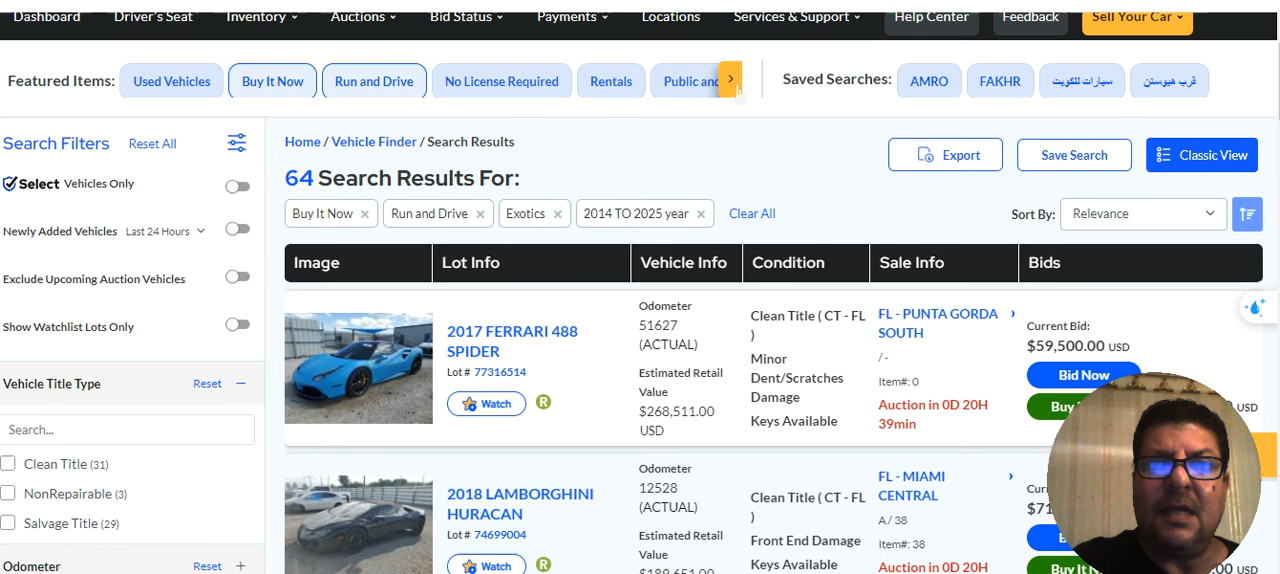 Dashboard Driver's Seat Inventory Auctions Bid Status Payments Locations Services & Support Help Center Feedback Sell Your Car
Featured Items: Used Vehicles Buy It Now Run and Drive No License Required Rentals Public and Saved Searches: AMRO FAKHR سيارات للكويت قرب هيوستن
Search Filters Reset All
Select Vehicles Only
Newly Added Vehicles Last 24 Hours
Exclude Upcoming Auction Vehicles
Show Watchlist Lots Only
Vehicle Title Type Reset
Search...
Clean Title (31)
NonRepairable (3)
Salvage Title (29)
Odometer Reset
Home / Vehicle Finder / Search Results
Export Save Search Classic View
64 Search Results For:
Buy It Now Run and Drive Exotics 2014 TO 2025 year Clear All
Sort By: Relevance
Image Lot Info Vehicle Info Condition Sale Info Bids
2017 FERRARI 488
SPIDER
Lot # 77316514
Watch R
Odometer
51627
(ACTUAL)
Estimated Retail
Value
$268,511.00
USD
Clean Title ( CT - FL
)
Minor
Dent/Scratches
Damage
Keys Available
FL - PUNTA GORDA
SOUTH
/ -
Item#: 0
Auction in 0D 20H
39min
Current Bid:
$59,500.00 USD
Bid Now
USD
2018 LAMBORGHINI
HURACAN
Lot # 74699004
Watch R
Odometer
12528
(ACTUAL)
Estimated Retail
Value
$189,651.00
Clean Title ( CT - FL
)
Front End Damage
Keys Available
FL - MIAMI
CENTRAL
A / 38
Item#: 38
Auction in 0D 20H
USD